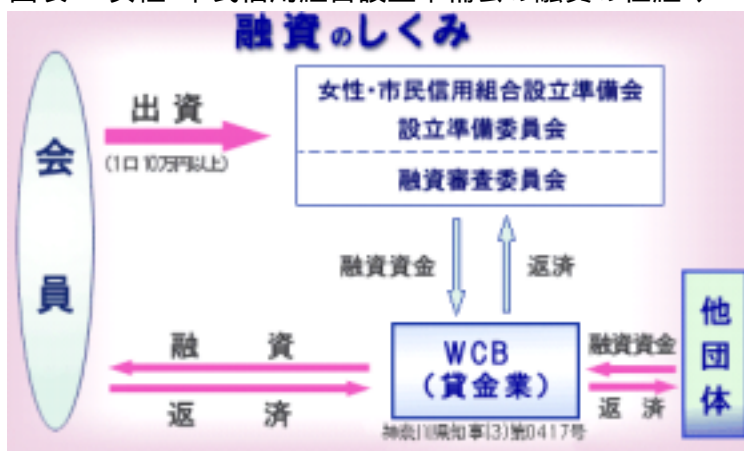 融資のしくみ
会員
出資
(1口10万円以上)
女性・市民信用組合設立準備会
設立準備委員会
融資審査委員会
融資資金
返済
融資
返済
WCB
(貸金業)
神奈川県知事(3)第0417号
融資資金
返済
他団体